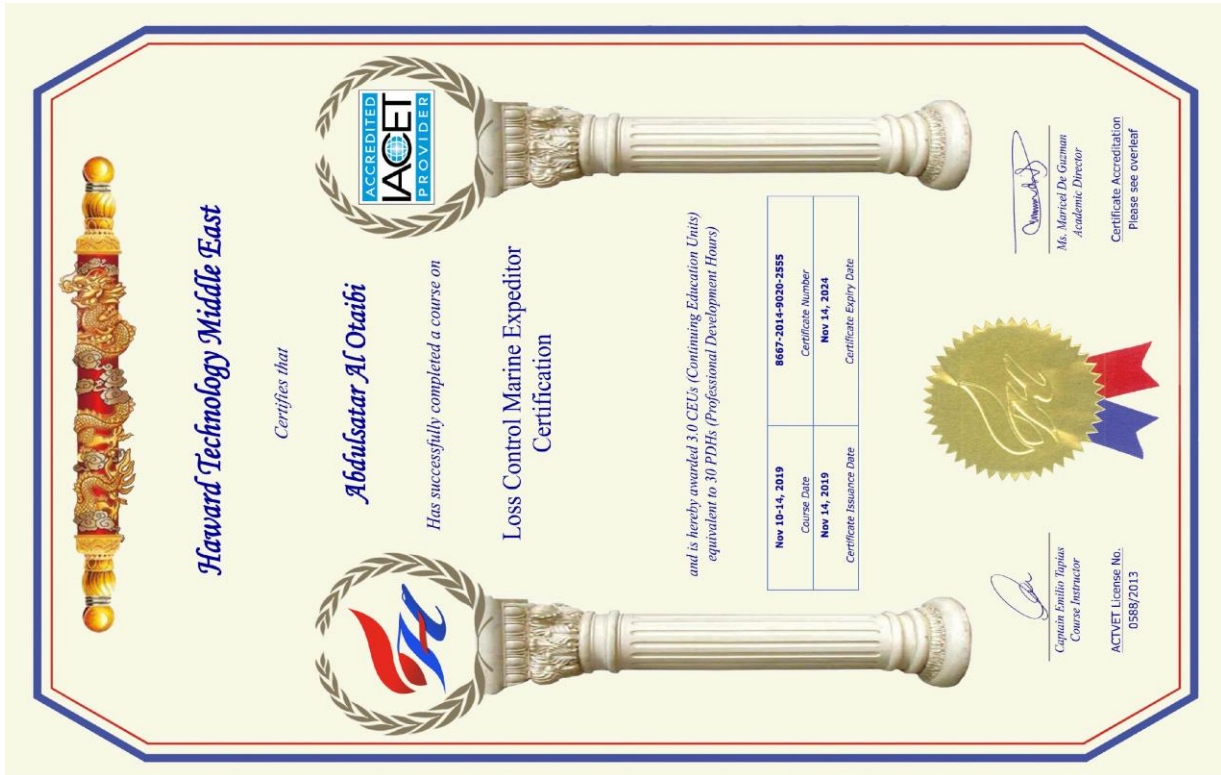 Haward Technology Middle East
Certifies that
Abdulsatar Al Otaibi
Has successfully completed a course on
Loss Control Marine Expeditor
Certification
ACCREDITED
IACET
PROVIDER
and is hereby awarded 3.0 CEUs (Continuing Education Units)
equivalent to 30 PDHs (Professional Development Hours)
Nov 10-14, 2019
Course Date
8667-2014-9020-2555
Certificate Number
Nov 14, 2019
Certificate Issuance Date
Nov 14, 2024
Certificate Expiry Date
Captain Emilio Tapias
Course Instructor
ACTVET License No.
0588/2013
Ms. Maricel De Guzman
Academic Director
Certificate Accreditation
Please see overleaf